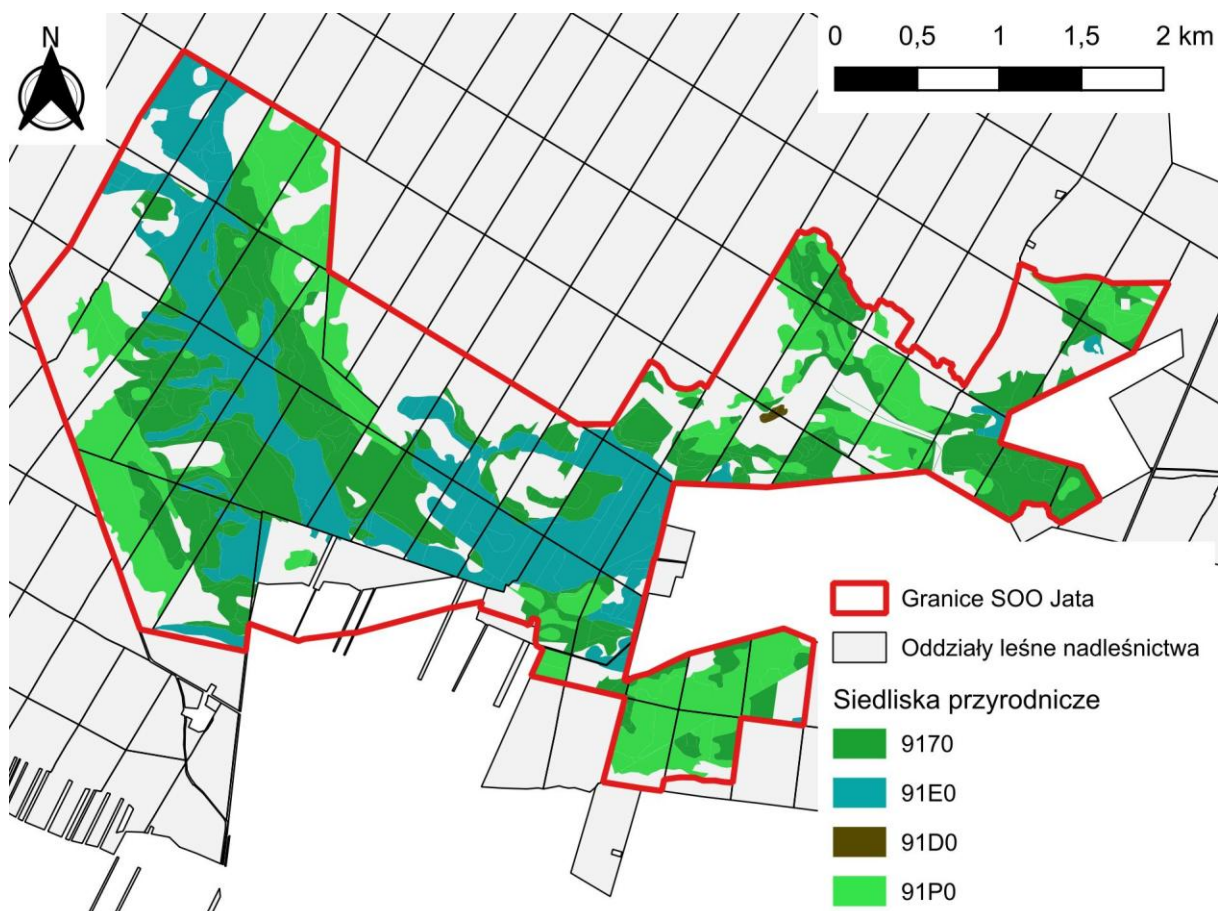 N
0 0,5 1 1,5 2 km
Granice SOO Jata
Oddziały leśne nadleśnictwa
Siedliska przyrodnicze
9170
91E0
91D0
91P0